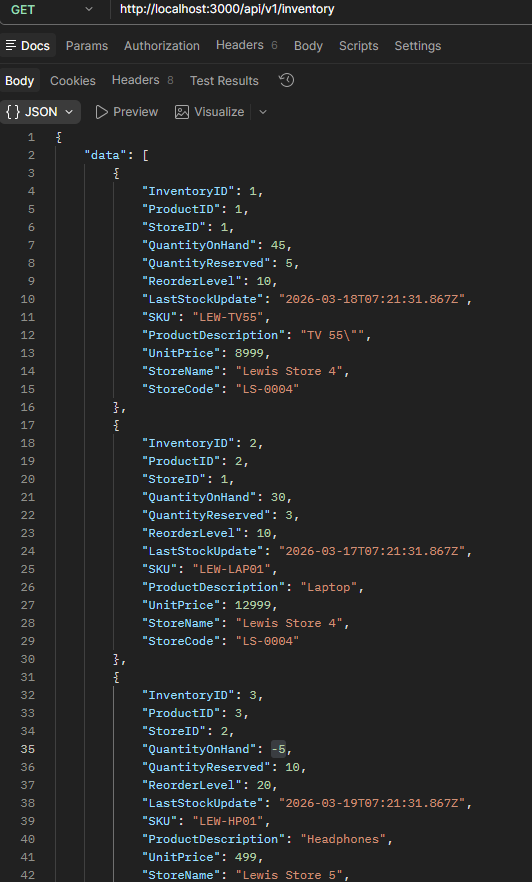 GET http://localhost:3000/api/v1/inventory
Docs Params Authorization Headers 6 Body Scripts Settings
Body Cookies Headers 8 Test Results
{} JSON Preview Visualize
1 {
2 "data": [
3 {
4 "InventoryID": 1,
5 "ProductID": 1,
6 "StoreID": 1,
7 "QuantityOnHand": 45,
8 "QuantityReserved": 5,
9 "ReorderLevel": 10,
10 "LastStockUpdate": "2026-03-18T07:21:31.867Z",
11 "SKU": "LEW-TV55",
12 "ProductDescription": "TV 55\"",
13 "UnitPrice": 8999,
14 "StoreName": "Lewis Store 4",
15 "StoreCode": "LS-0004"
16 },
17 {
18 "InventoryID": 2,
19 "ProductID": 2,
20 "StoreID": 1,
21 "QuantityOnHand": 30,
22 "QuantityReserved": 3,
23 "ReorderLevel": 10,
24 "LastStockUpdate": "2026-03-17T07:21:31.867Z",
25 "SKU": "LEW-LAP01",
26 "ProductDescription": "Laptop",
27 "UnitPrice": 12999,
28 "StoreName": "Lewis Store 4",
29 "StoreCode": "LS-0004"
30 },
31 {
32 "InventoryID": 3,
33 "ProductID": 3,
34 "StoreID": 2,
35 "QuantityOnHand": -5,
36 "QuantityReserved": 10,
37 "ReorderLevel": 20,
38 "LastStockUpdate": "2026-03-19T07:21:31.867Z",
39 "SKU": "LEW-HP01",
40 "ProductDescription": "Headphones",
41 "UnitPrice": 499,
42 "StoreName": "Lewis Store 5",